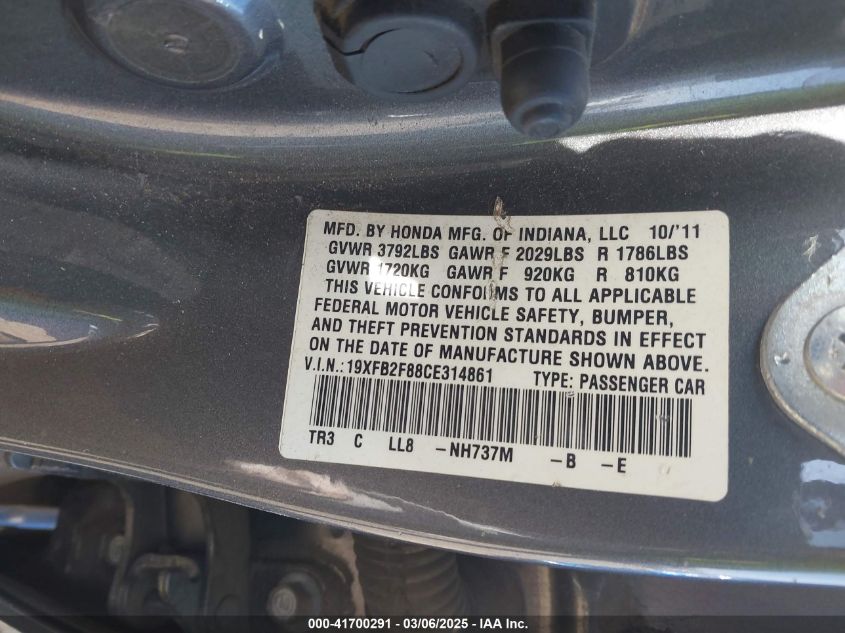 MFD. BY HONDA MFG. OF INDIANA, LLC 10/'11
GVWR 3792LBS GAWR F 2029LBS R 1786LBS
GVWR 1720KG GAWR F 920KG R 810KG
THIS VEHICLE CONFORMS TO ALL APPLICABLE
FEDERAL MOTOR VEHICLE SAFETY, BUMPER,
AND THEFT PREVENTION STANDARDS IN EFFECT
ON THE DATE OF MANUFACTURE SHOWN ABOVE.
V.I.N.:19XFB2F88CE314861 TYPE: PASSENGER CAR
TR3 C LL8 -NH737M -B -E
000-41700291 - 03/06/2025 - IAA Inc.